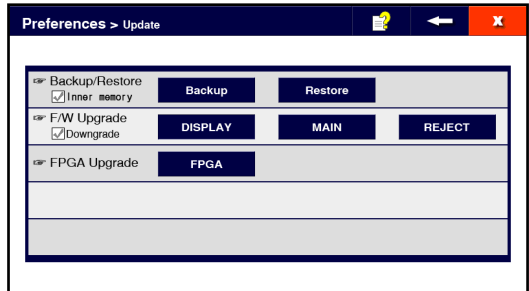 Preferences > Update
X
☞ Backup/Restore
Inner memory
Backup
Restore
☞ F/W Upgrade
Downgrade
DISPLAY
MAIN
REJECT
☞ FPGA Upgrade
FPGA